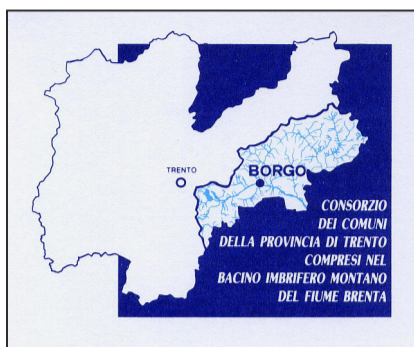 TRENTO
BORGO
CONSORZIO
DEI COMUNI
DELLA PROVINCIA DI TRENTO
COMPRESI NEL
BACINO IMBRIFERO MONTANO
DEL FIUME BRENTA